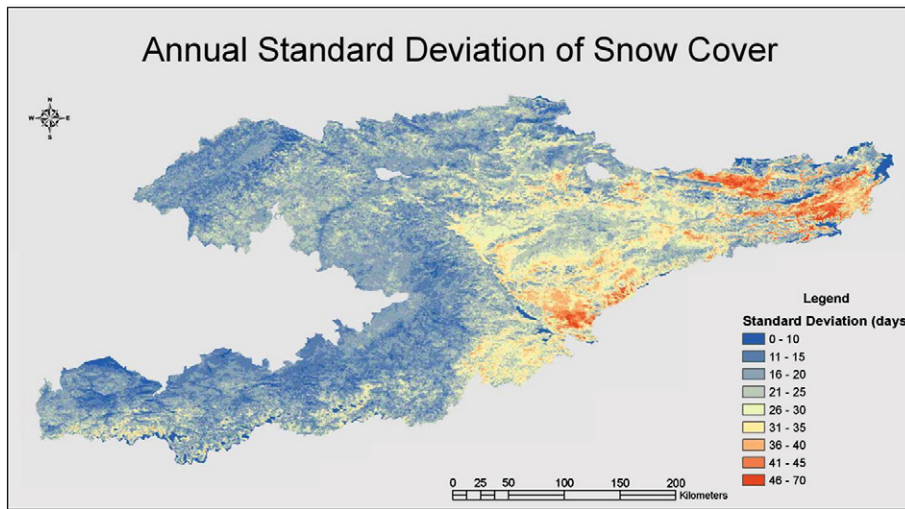 Annual Standard Deviation of Snow Cover
N
W E
S
Legend
Standard Deviation (days)
0 - 10
11 - 15
16 - 20
21 - 25
26 - 30
31 - 35
36 - 40
41 - 45
46 - 70
0 25 50 100 150 200
Kilometers